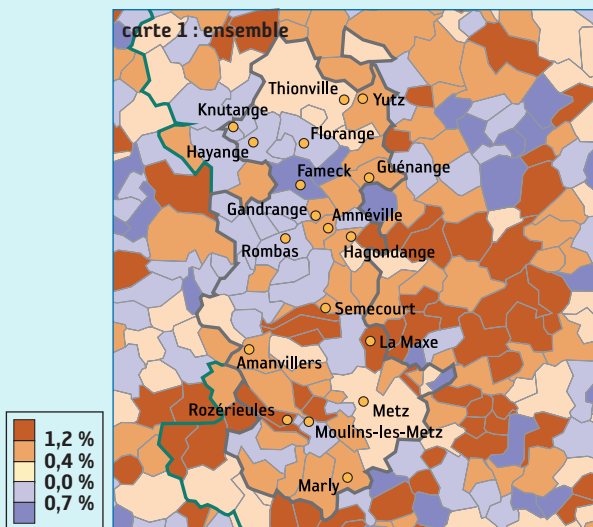 carte 1 : ensemble
Thionville
Yutz
Knutange
Florange
Hayange
Fameck
Guénange
Gandrange
Amnéville
Rombas
Hagondange
Semecourt
La Maxe
Amanvillers
Rozérieules
Metz
Moulins-les-Metz
Marly
1,2 %
0,4 %
0,0 %
0,7 %